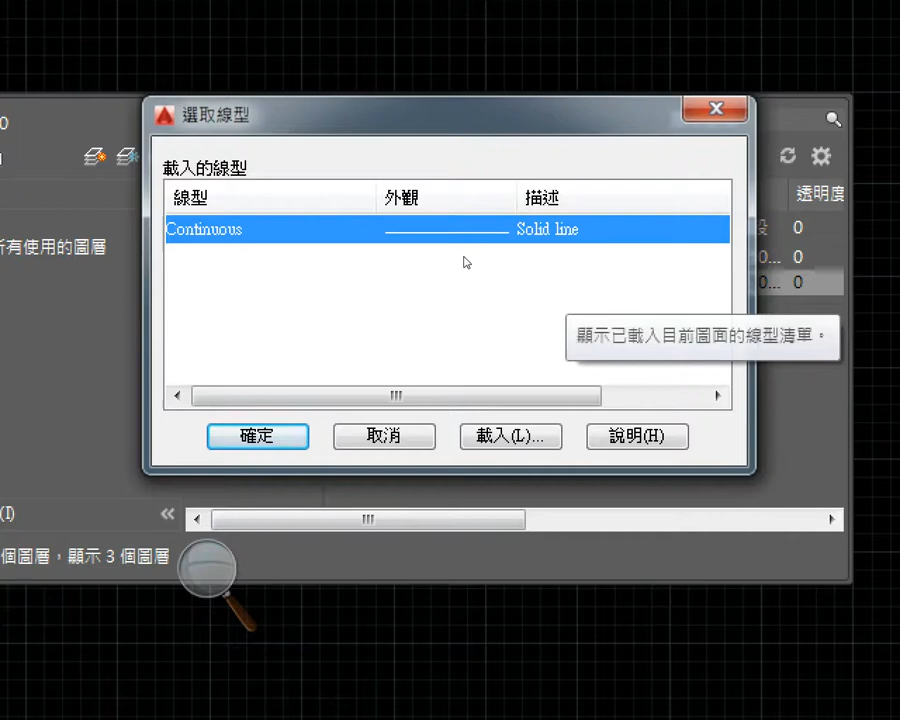 選取線型
0
載入的線型
線型 外觀 描述
透明度
Continuous Solid line
設 0
所有使用的圖層
0... 0
0... 0
顯示已載入目前圖面的線型清單。
確定 取消 載入(L)... 說明(H)
(I)
個圖層，顯示 3 個圖層